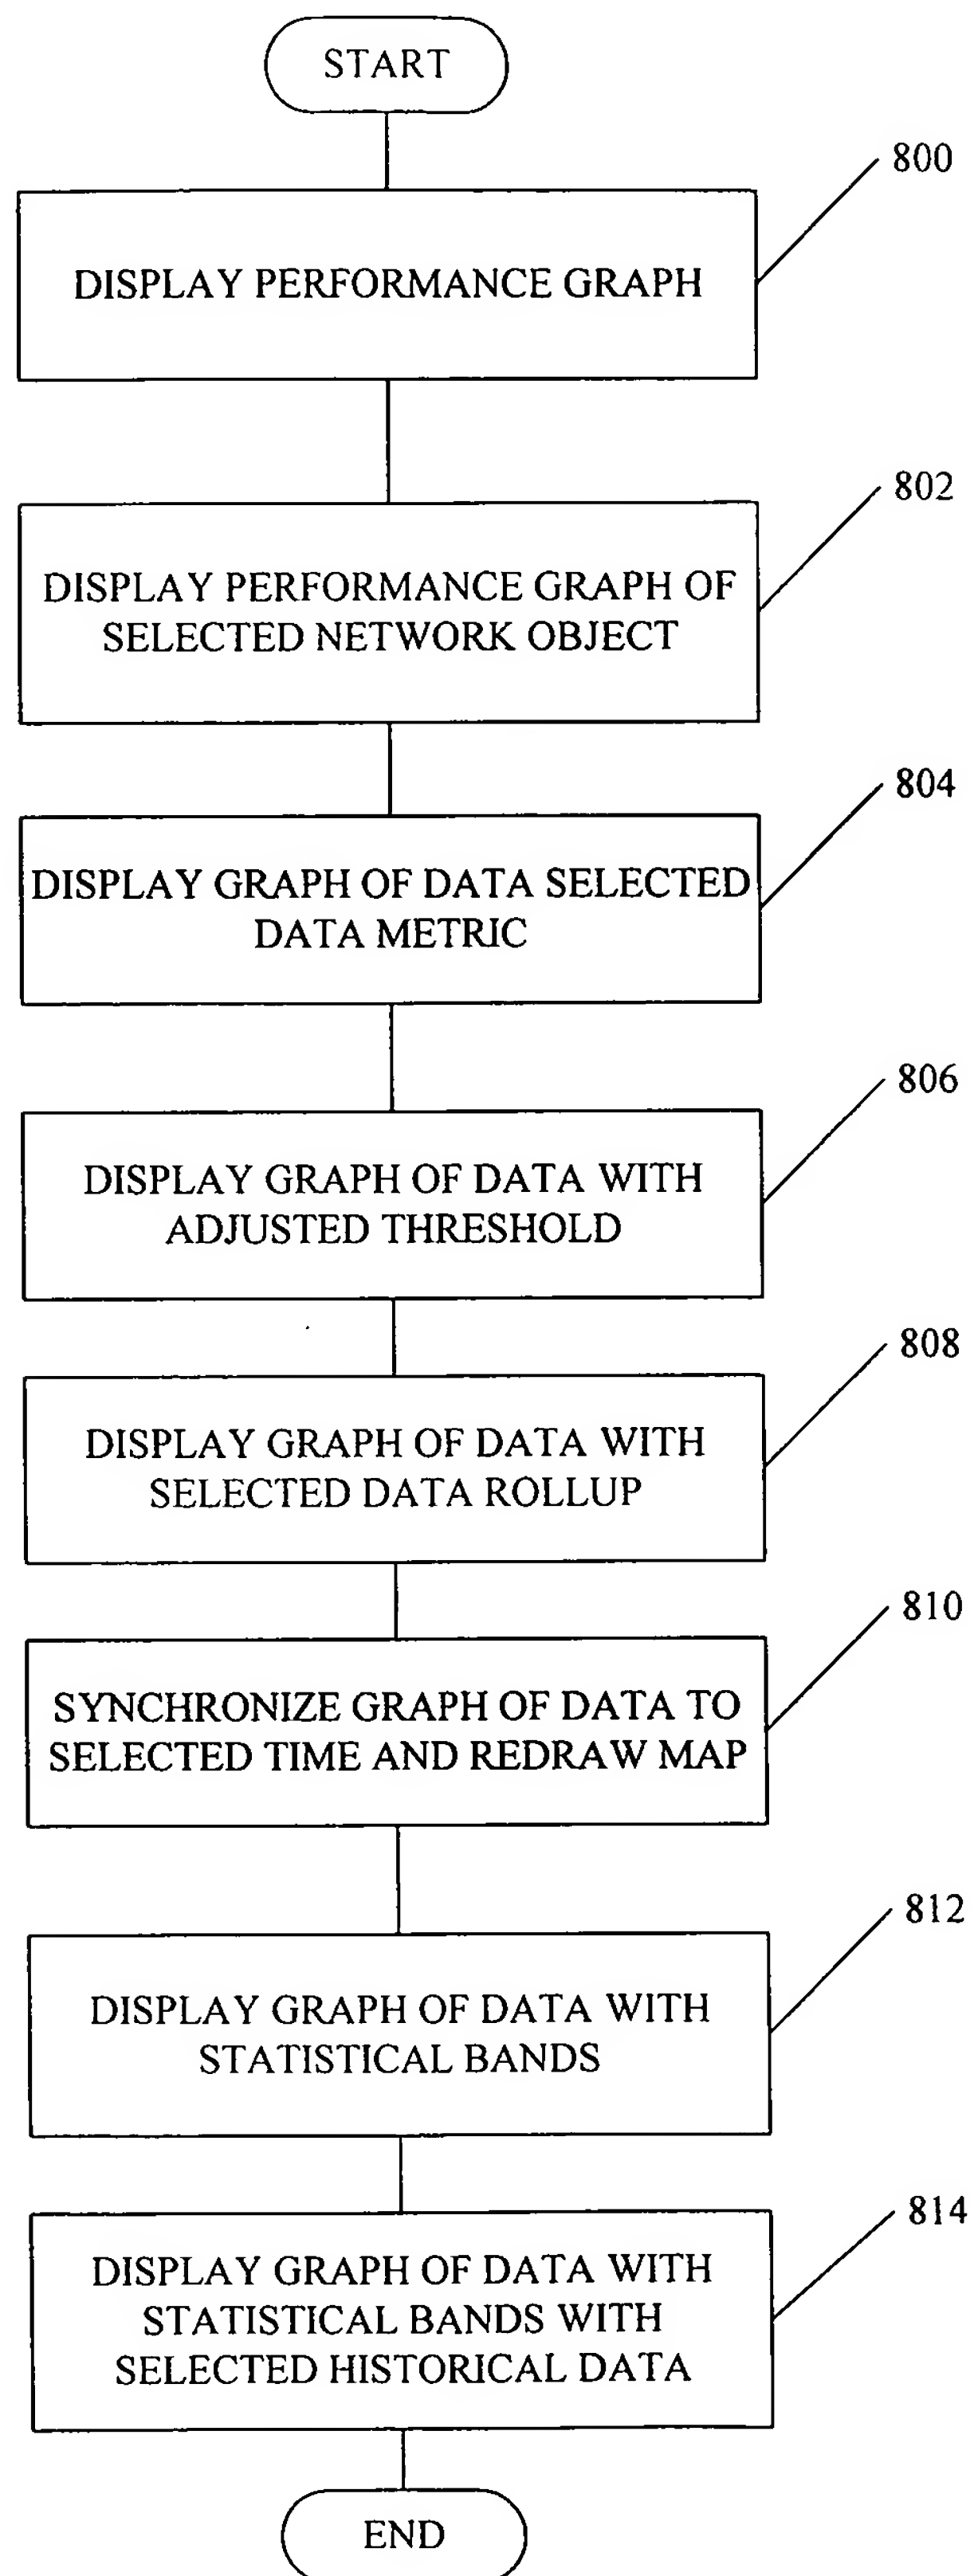 START
800
DISPLAY PERFORMANCE GRAPH
802
DISPLAY PERFORMANCE GRAPH OF
SELECTED NETWORK OBJECT
804
DISPLAY GRAPH OF DATA SELECTED
DATA METRIC
806
DISPLAY GRAPH OF DATA WITH
ADJUSTED THRESHOLD
808
DISPLAY GRAPH OF DATA WITH
SELECTED DATA ROLLUP
810
SYNCHRONIZE GRAPH OF DATA TO
SELECTED TIME AND REDRAW MAP
812
DISPLAY GRAPH OF DATA WITH
STATISTICAL BANDS
814
DISPLAY GRAPH OF DATA WITH
STATISTICAL BANDS WITH
SELECTED HISTORICAL DATA
END